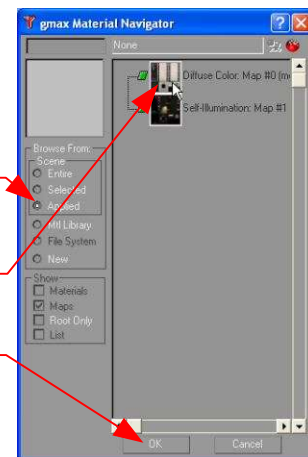 gmax Material Navigator
None
Diffuse Color: Map #0 (m
Self-Illumination: Map #1
Browse From:
Scene
Entire
Selected
Applied
Mtl Library
File System
New
Show
Materials
Maps
Root Only
List
OK
Cancel